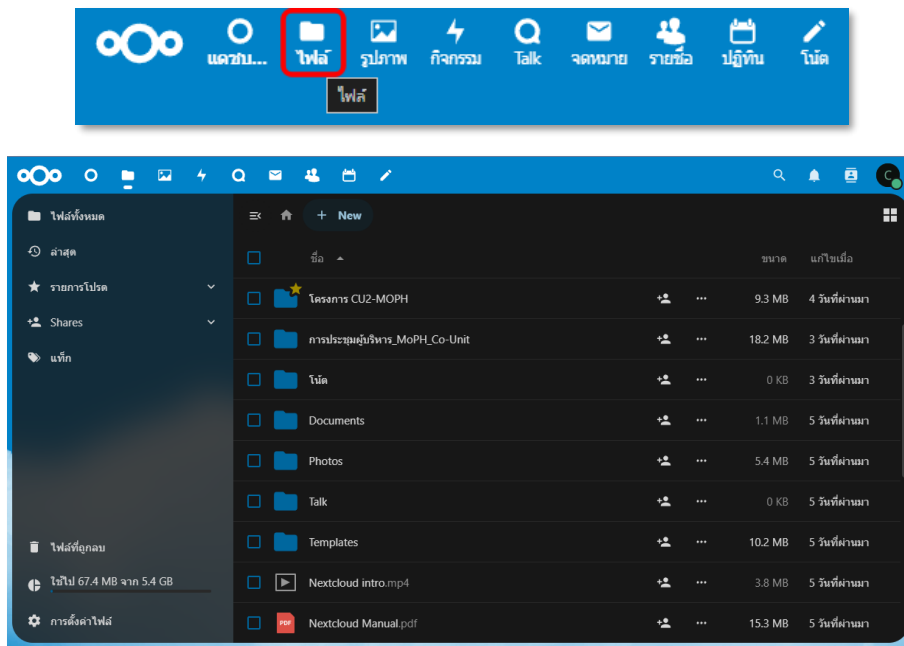 แดชบ... ไฟล์ รูปภาพ กิจกรรม Talk จดหมาย รายชื่อ ปฏิทิน โน้ต
ไฟล์
C
ไฟล์ทั้งหมด
ล่าสุด
รายการโปรด
Shares
แท็ก
ไฟล์ที่ถูกลบ
ใช้ไป 67.4 MB จาก 5.4 GB
การตั้งค่าไฟล์
+ New
ชื่อ ขนาด แก้ไขเมื่อ
โครงการ CU2-MOPH ... 9.3 MB 4 วันที่ผ่านมา
การประชุมผู้บริหาร_MoPH_Co-Unit ... 18.2 MB 3 วันที่ผ่านมา
โน้ต ... 0 KB 3 วันที่ผ่านมา
Documents ... 1.1 MB 5 วันที่ผ่านมา
Photos ... 5.4 MB 5 วันที่ผ่านมา
Talk ... 0 KB 5 วันที่ผ่านมา
Templates ... 10.2 MB 5 วันที่ผ่านมา
Nextcloud intro.mp4 ... 3.8 MB 5 วันที่ผ่านมา
PDF Nextcloud Manual.pdf ... 15.3 MB 5 วันที่ผ่านมา